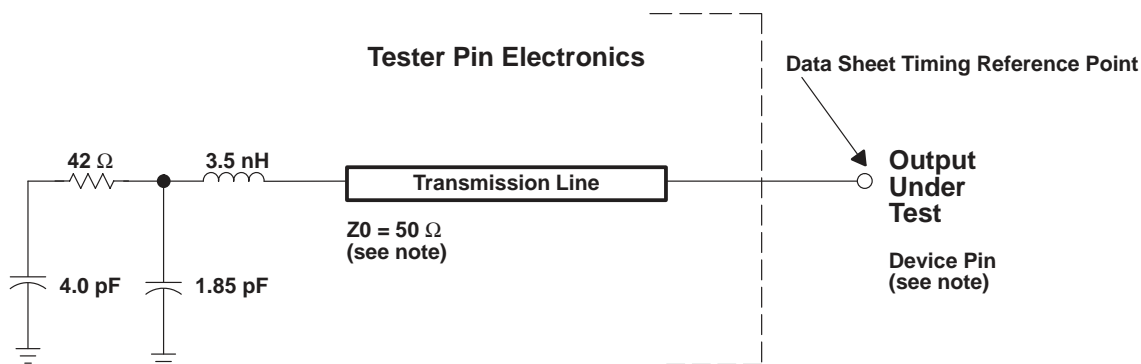 Tester Pin Electronics
Data Sheet Timing Reference Point
42 Ω
3.5 nH
Transmission Line
Output
Under
Test
Z0 = 50 Ω
(see note)
Device Pin
(see note)
4.0 pF
1.85 pF